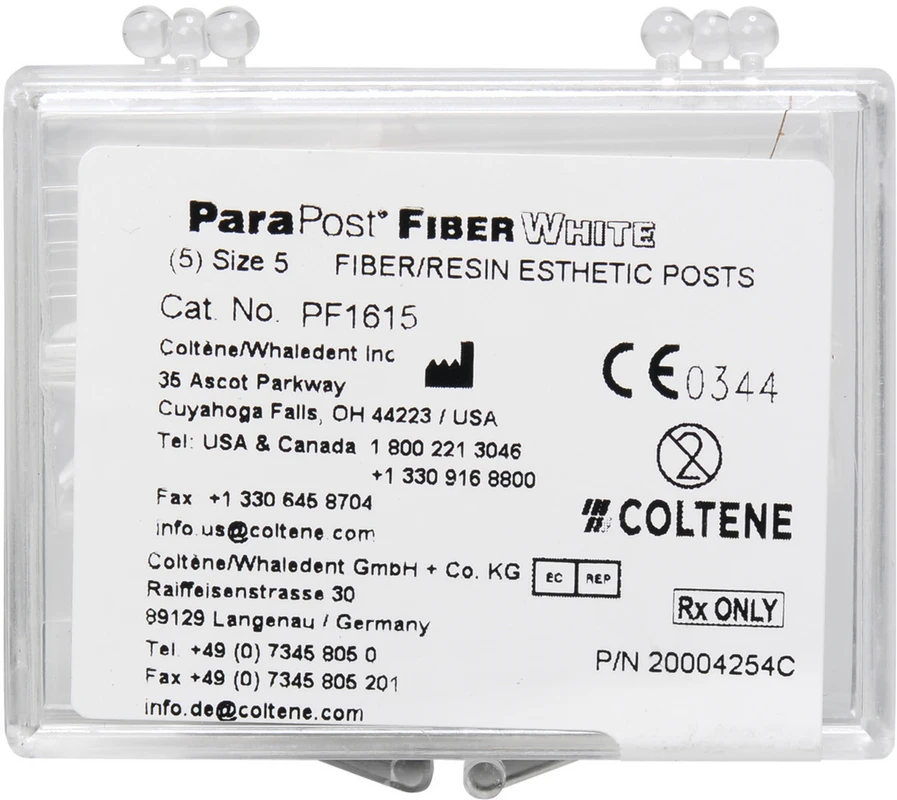 ParaPost® FIBER WHITE
(5) Size 5 FIBER/RESIN ESTHETIC POSTS
Cat. No. PF1615
Coltène/Whaledent Inc
35 Ascot Parkway
Cuyahoga Falls, OH 44223 / USA
Tel: USA & Canada 1 800 221 3046
+1 330 916 8800
Fax +1 330 645 8704
info.us@coltene.com
CE 0344
2
COLTENE
Coltène/Whaledent GmbH + Co. KG
EC REP
Raiffeisenstrasse 30
89129 Langenau / Germany
Tel. +49 (0) 7345 805 0
Fax +49 (0) 7345 805 201
info.de@coltene.com
Rx ONLY
P/N 20004254C